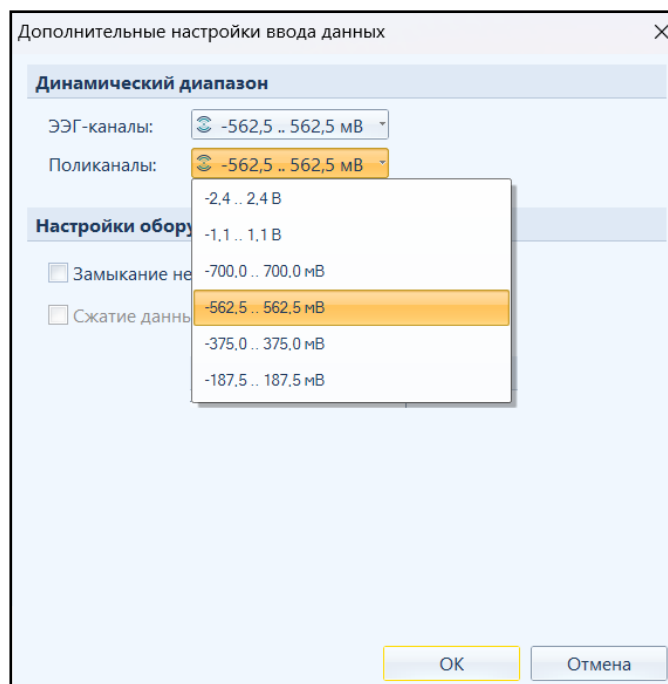 Дополнительные настройки ввода данных
Динамический диапазон
ЭЭГ-каналы: -562,5 .. 562,5 мВ
Поликаналы: -562,5 .. 562,5 мВ
-2,4 .. 2,4 В
Настройки обору
-1,1 .. 1,1 В
Замыкание не
-700,0 .. 700,0 мВ
-562,5 .. 562,5 мВ
Сжатие данны
-375,0 .. 375,0 мВ
-187,5 .. 187,5 мВ
ОК Отмена